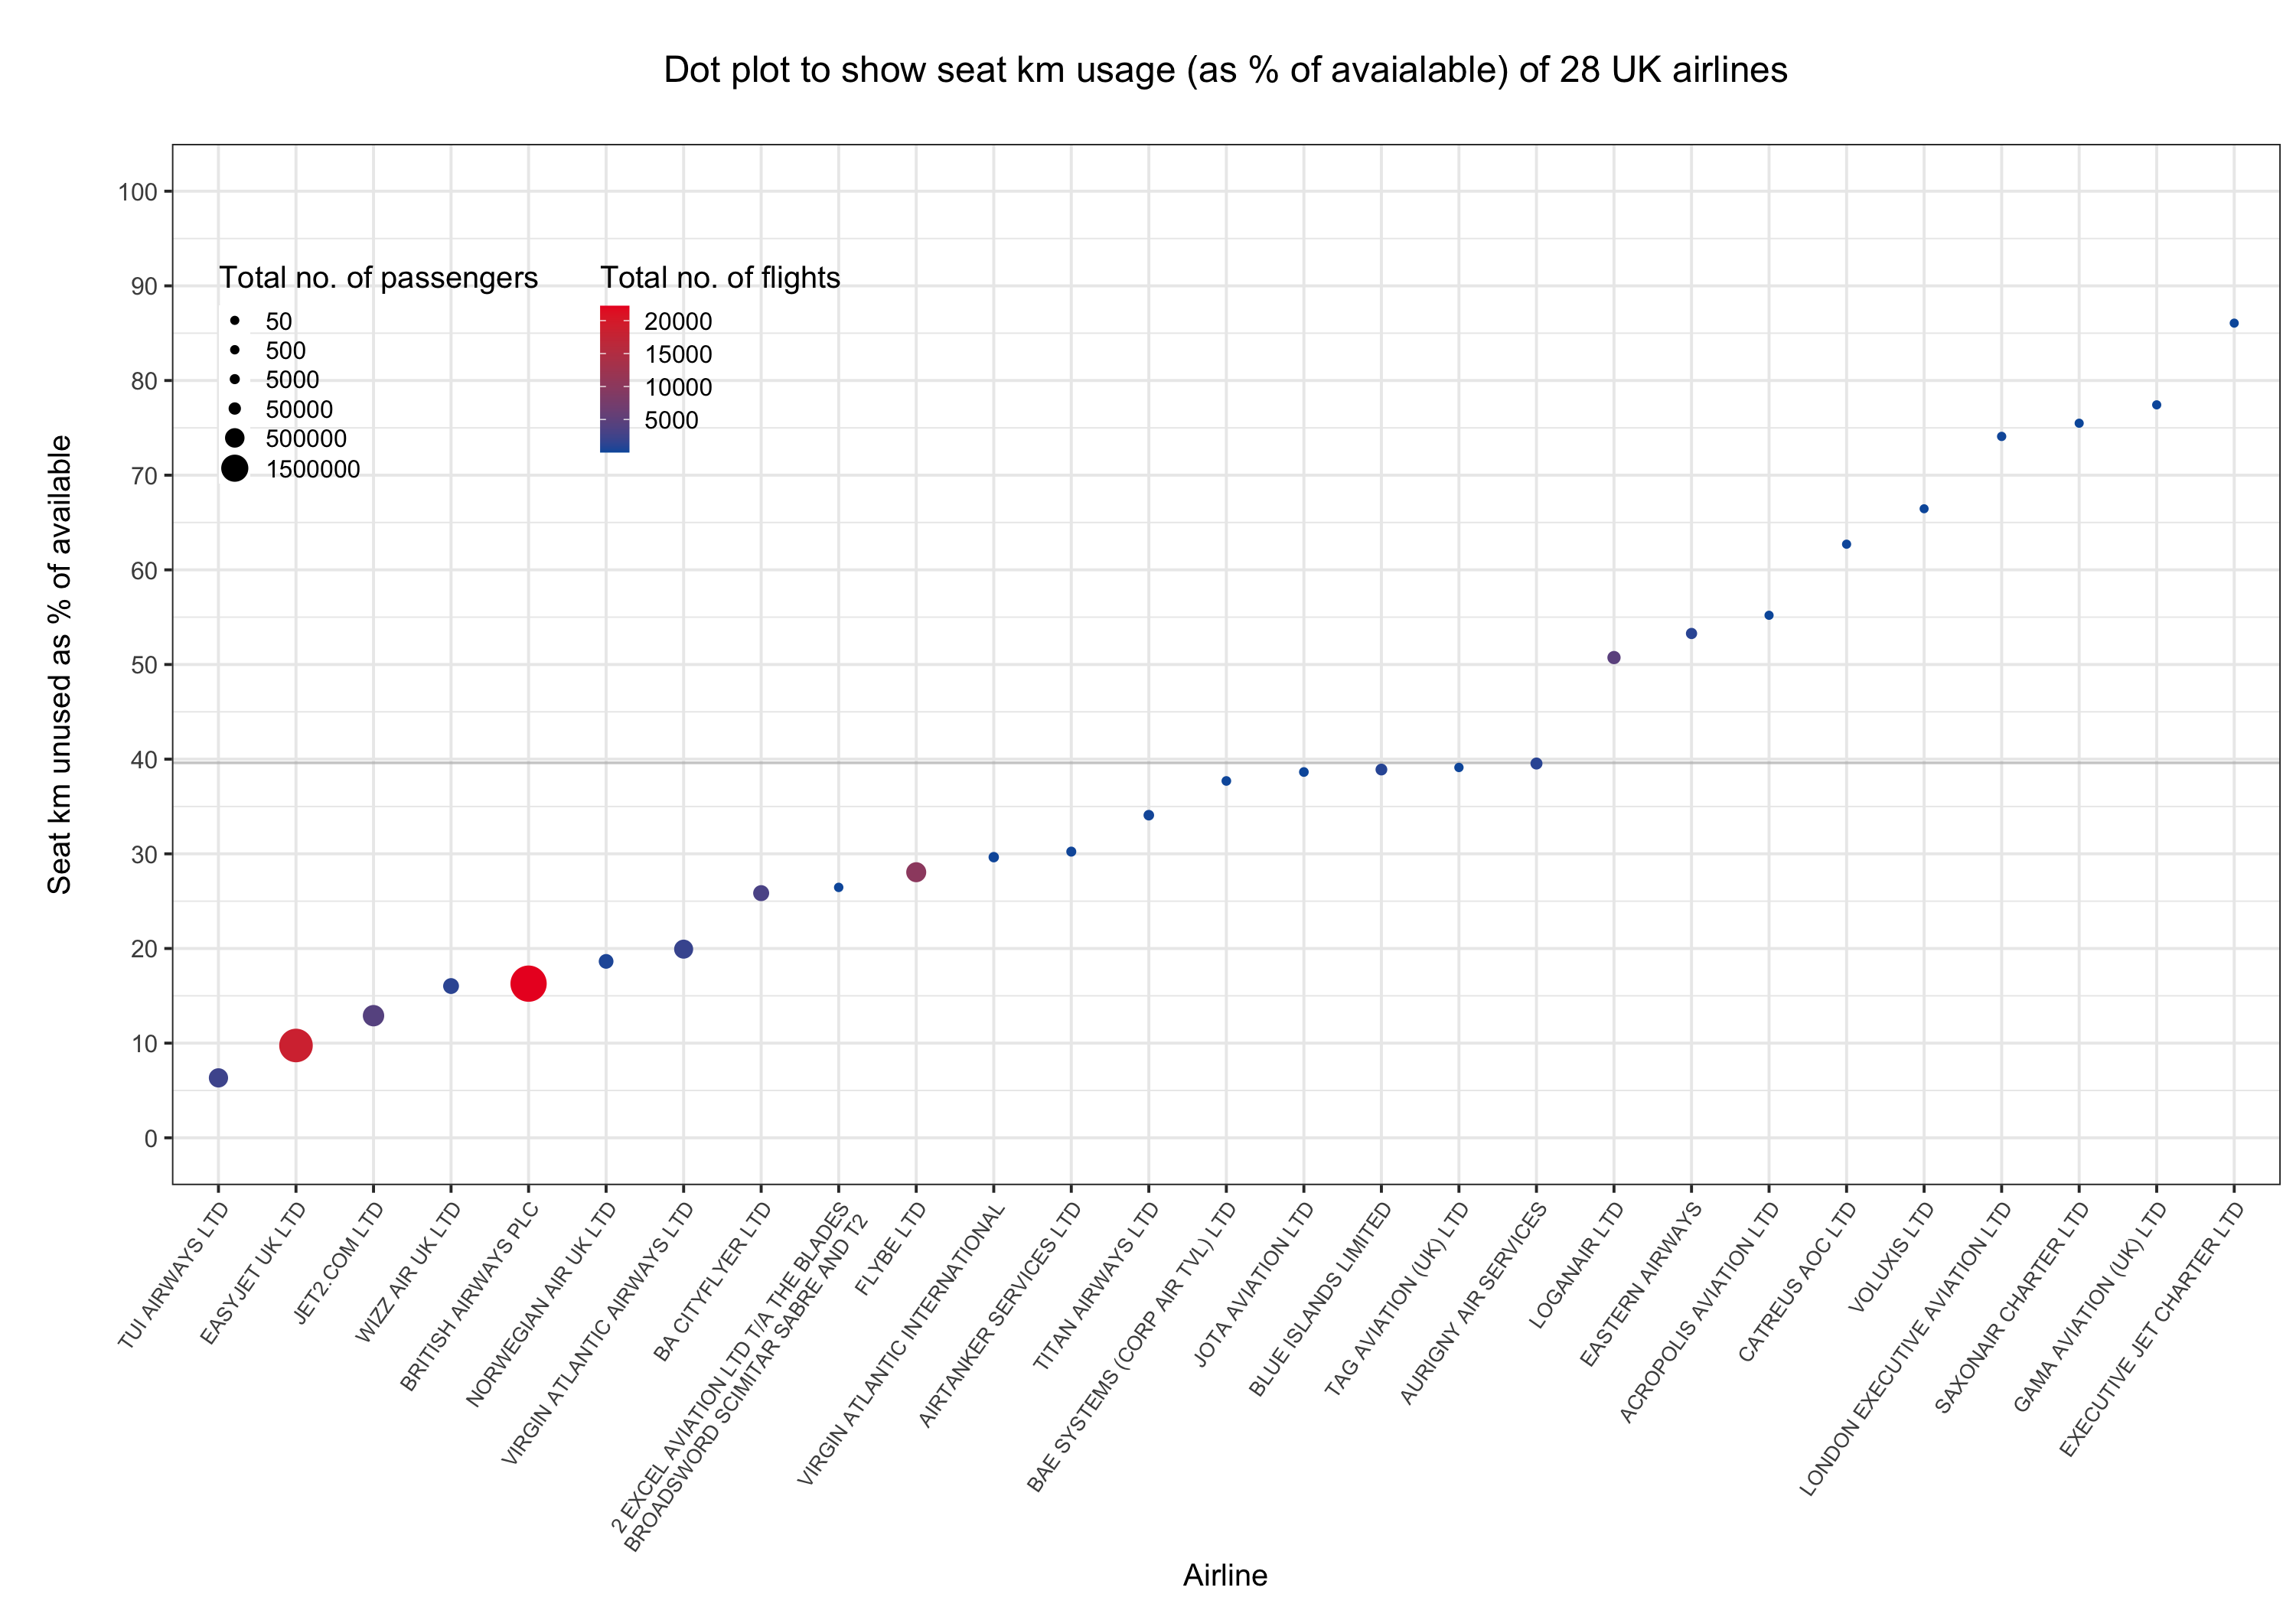 Dot plot to show seat km usage (as % of avaialable) of 28 UK airlines
Seat km unused as % of available
100
90
80
70
60
50
40
30
20
10
0
Total no. of passengers
50
500
5000
50000
500000
1500000
Total no. of flights
20000
15000
10000
5000
TUI AIRWAYS LTD
EASYJET UK LTD
JET2.COM LTD
WIZZ AIR UK LTD
BRITISH AIRWAYS PLC
NORWEGIAN AIR UK LTD
VIRGIN ATLANTIC AIRWAYS LTD
BA CITYFLYER LTD
2 EXCEL AVIATION LTD T/A THE BLADES
BROADSWORD SCIMITAR SABRE AND T2
FLYBE LTD
VIRGIN ATLANTIC INTERNATIONAL
AIRTANKER SERVICES LTD
TITAN AIRWAYS LTD
BAE SYSTEMS (CORP AIR TVL) LTD
JOTA AVIATION LTD
BLUE ISLANDS LIMITED
TAG AVIATION (UK) LTD
AURIGNY AIR SERVICES
LOGANAIR LTD
EASTERN AIRWAYS
ACROPOLIS AVIATION LTD
CATREUS AOC LTD
VOLUXIS LTD
LONDON EXECUTIVE AVIATION LTD
SAXONAIR CHARTER LTD
GAMA AVIATION (UK) LTD
EXECUTIVE JET CHARTER LTD
Airline